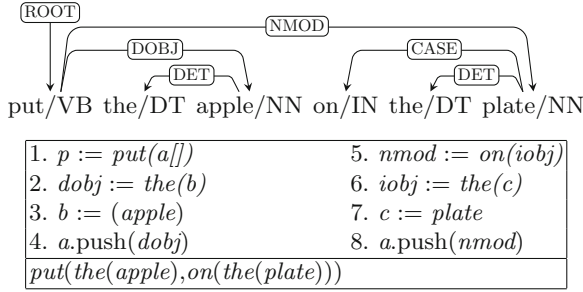 ROOT
NMOD
DOBJ CASE
DET DET
put/VB the/DT apple/NN on/IN the/DT plate/NN
1. p := put(a[]) 5. nmod := on(iobj)
2. dobj := the(b) 6. iobj := the(c)
3. b := (apple) 7. c := plate
4. a.push(dobj) 8. a.push(nmod)
put(the(apple),on(the(plate)))